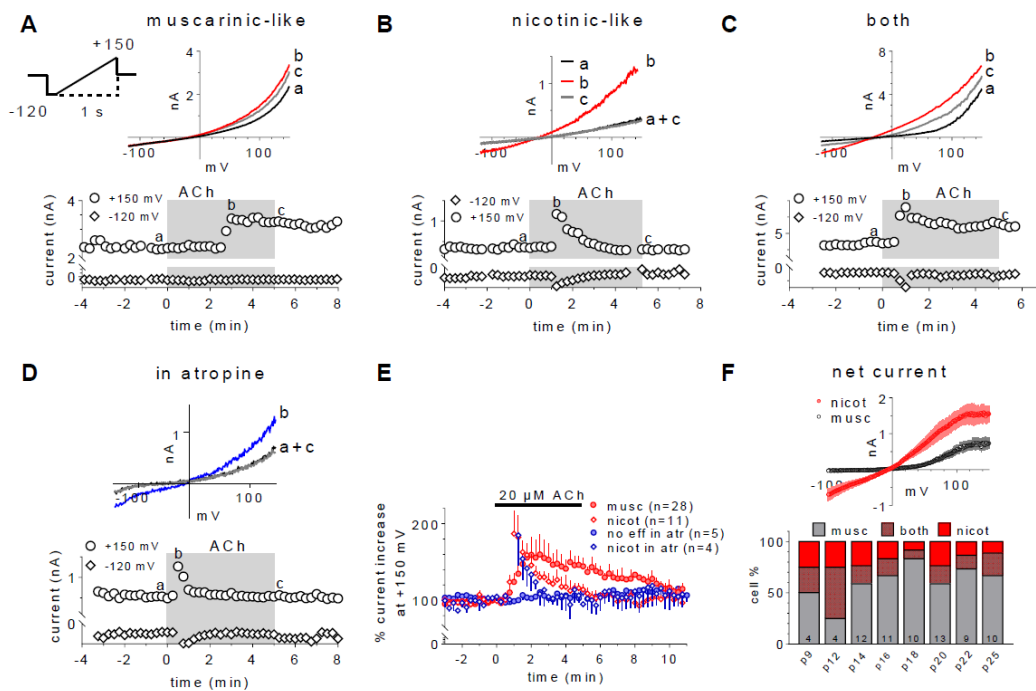 A muscarinic-like
+150
-120
1 s
4
2
nA
b
c
a
-100
100
mV
+150 mV
-120 mV
ACh
4
2
0
current (nA)
a
b
c
-4 -2 0 2 4 6 8
time (min)
B nicotinic-like
a
b
c
1
nA
b
a+c
-100
100
mV
-120 mV
+150 mV
ACh
1
0
current (nA)
a
b
c
-4 -2 0 2 4 6 8
time (min)
C both
8
4
nA
b
c
a
-100
100
mV
+150 mV
-120 mV
ACh
5
0
current (nA)
a
b
c
-4 -2 0 2 4 6
time (min)
D in atropine
1
nA
b
a+c
-100
100
mV
+150 mV
-120 mV
ACh
1
0
current (nA)
a
b
c
-4 -2 0 2 4 6 8
time (min)
E
20 µM ACh
musc (n=28)
nicot (n=11)
no eff in atr (n=5)
nicot in atr (n=4)
200
100
0
% current increase
at +150 mV
-2 0 2 4 6 8 10
time (min)
F net current
nicot
musc
2
1
-1
nA
-100
100
mV
musc both nicot
100
50
0
cell %
4 4 12 11 10 13 9 10
p9 p12 p14 p16 p18 p20 p22 p25